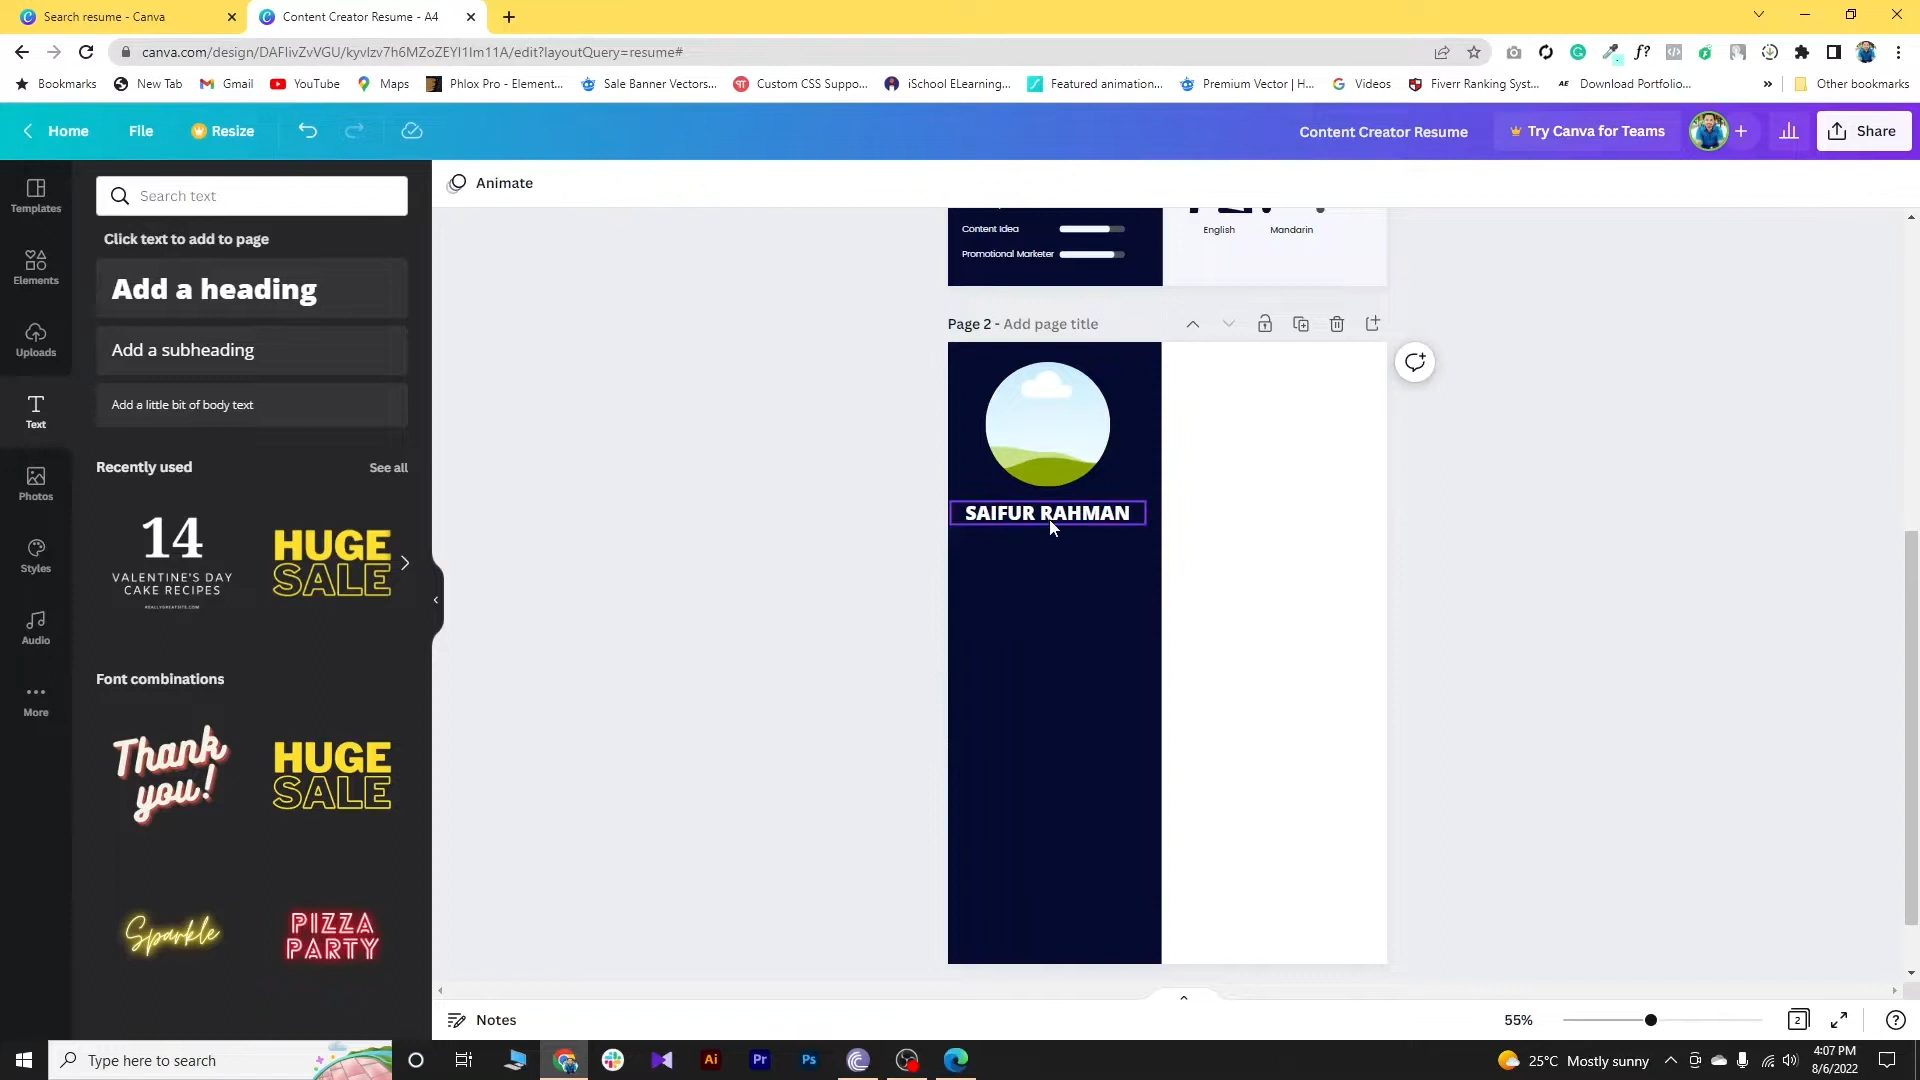 Search resume - Canva
Content Creator Resume - A4
canva.com/design/DAFIivZvVGU/kyvIzv7h6MZoZEYI1Im11A/edit?layoutQuery=resume#
Bookmarks
New Tab
Gmail
YouTube
Maps
Phlox Pro - Element...
Sale Banner Vectors...
Custom CSS Suppo...
iSchool ELearning...
Featured animation...
Premium Vector | H...
Videos
Fiverr Ranking Syst...
AE Download Portfolio...
»
Other bookmarks
Home
File
Resize
Content Creator Resume
Try Canva for Teams
+
Share
Templates
Elements
Uploads
Text
Photos
Styles
Audio
More
Search text
Click text to add to page
Add a heading
Add a subheading
Add a little bit of body text
Recently used
See all
14
VALENTINE'S DAY
CAKE RECIPES
HUGE
SALE
Font combinations
Thank
you!
HUGE
SALE
Sparkle
PIZZA
PARTY
Animate
Content Idea
Promotional Marketer
English
Mandarin
Page 2 - Add page title
SAIFUR RAHMAN
Notes
55%
2
Type here to search
Ai
Pr
Ps
25°C Mostly sunny
4:07 PM
8/6/2022